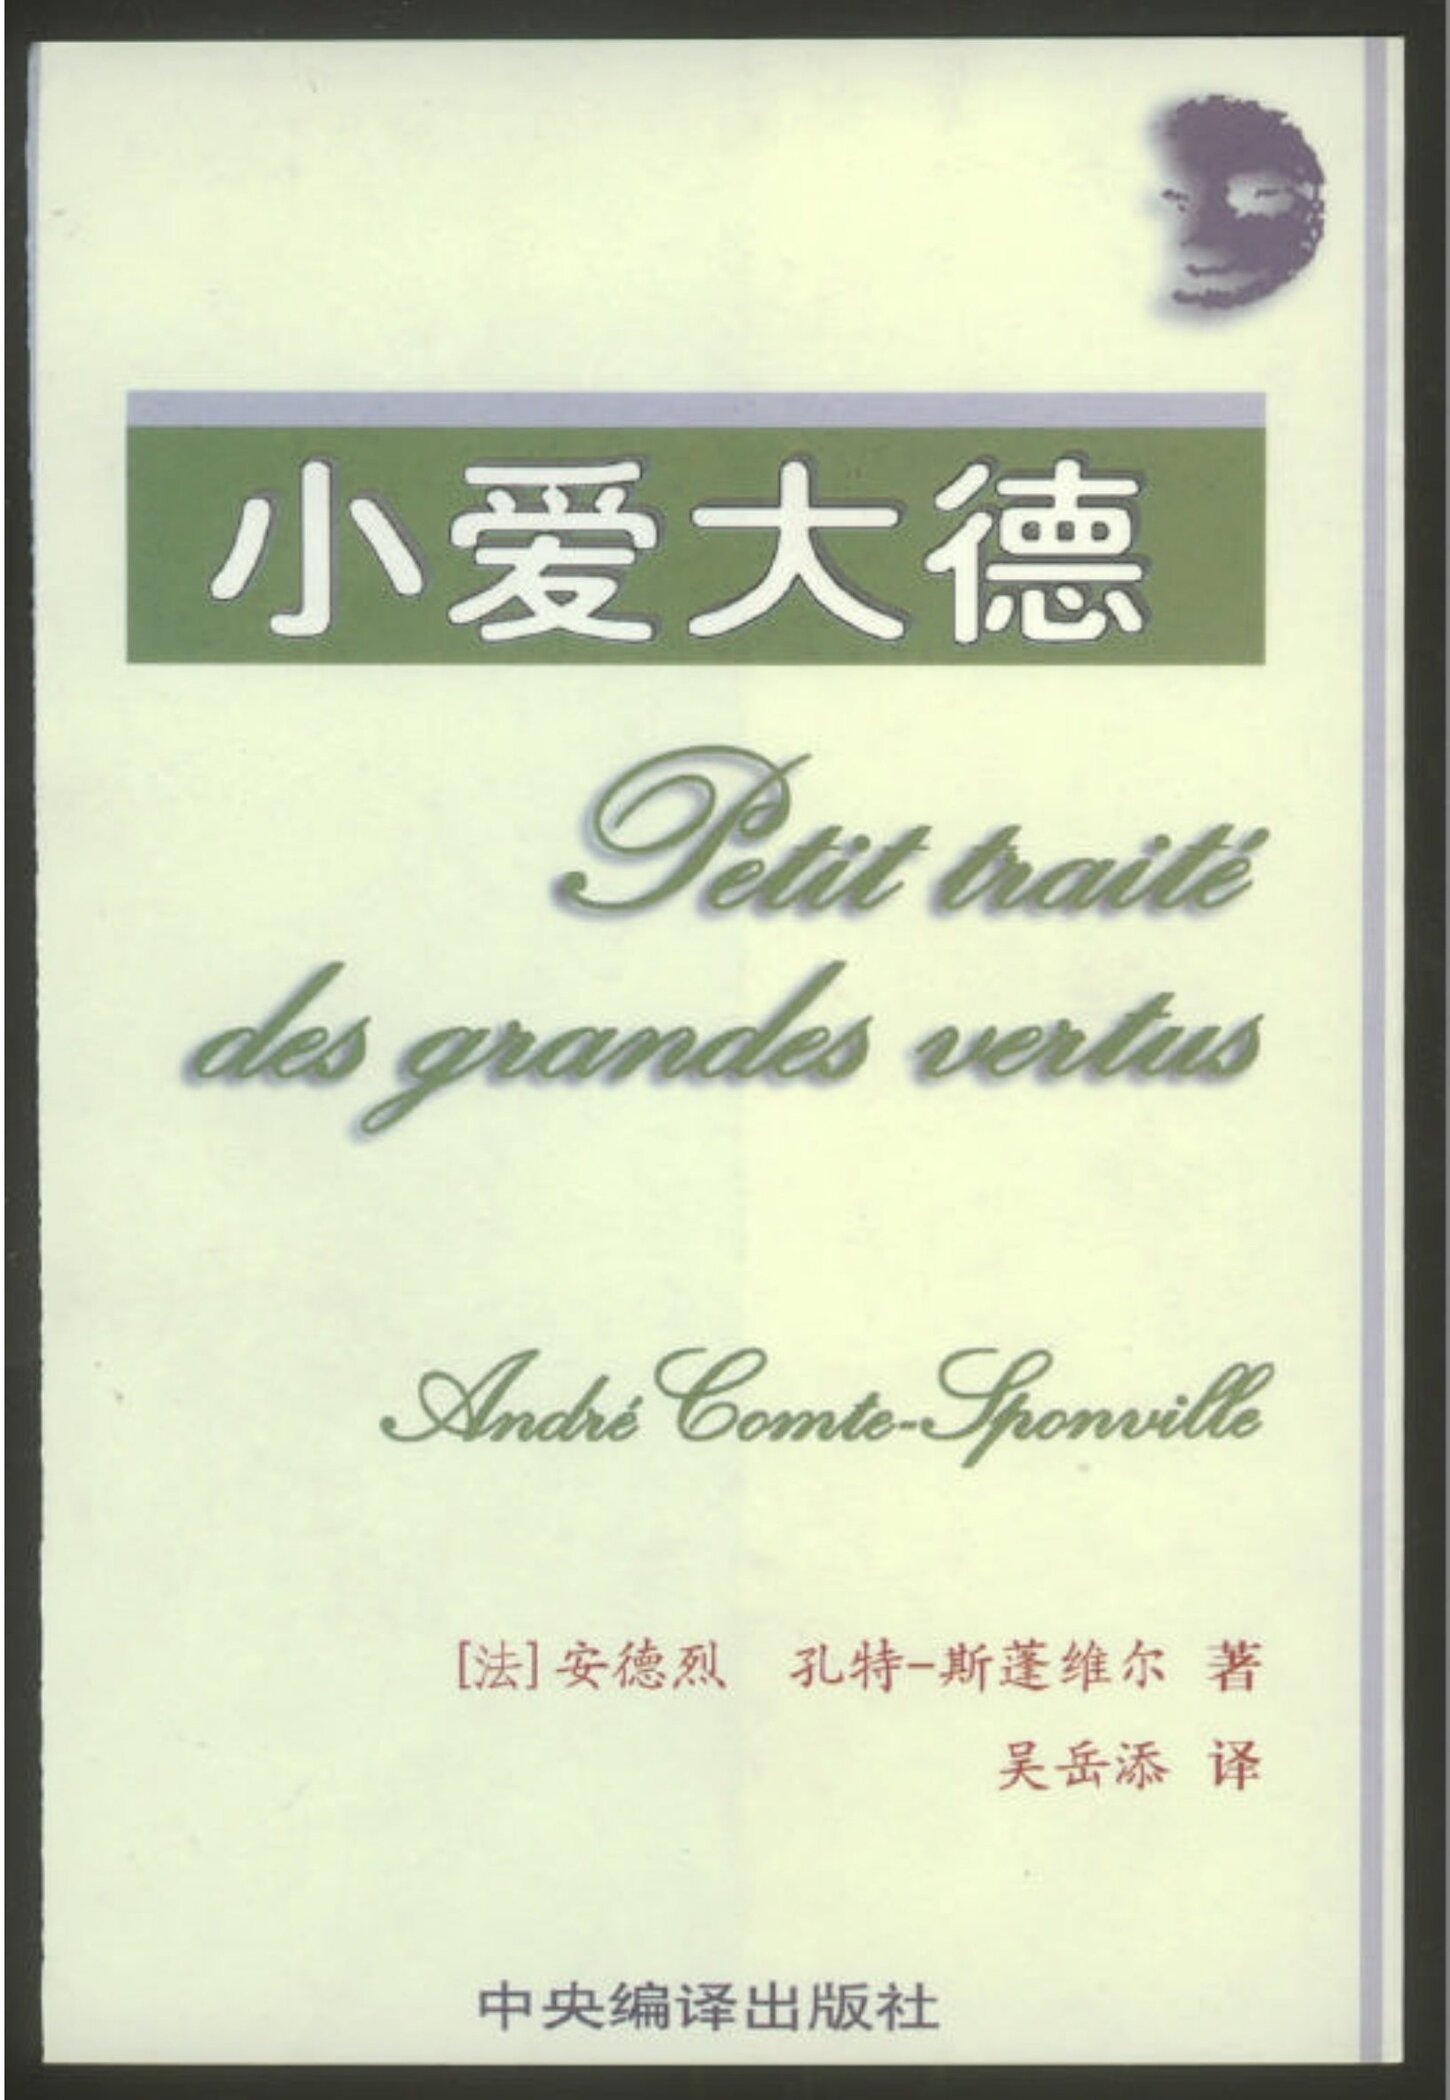 小爱大德
Petit traité
des grandes vertus
André Comte-Sponville
[法]安德烈 孔特-斯蓬维尔 著
吴岳添 译
中央编译出版社